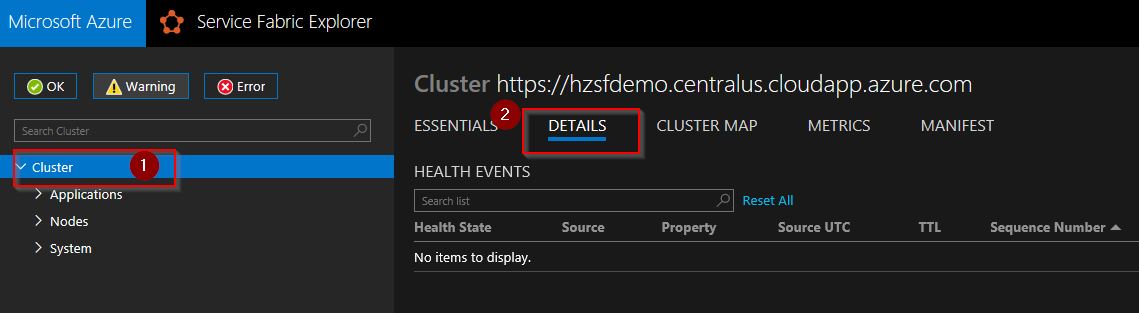 Microsoft Azure Service Fabric Explorer
OK Warning Error
Search Cluster
Cluster 1
Applications
Nodes
System
Cluster https://hzsfdemo.centralus.cloudapp.azure.com
2
ESSENTIALS DETAILS CLUSTER MAP METRICS MANIFEST
HEALTH EVENTS
Search list Reset All
Health State Source Property Source UTC TTL Sequence Number
No items to display.